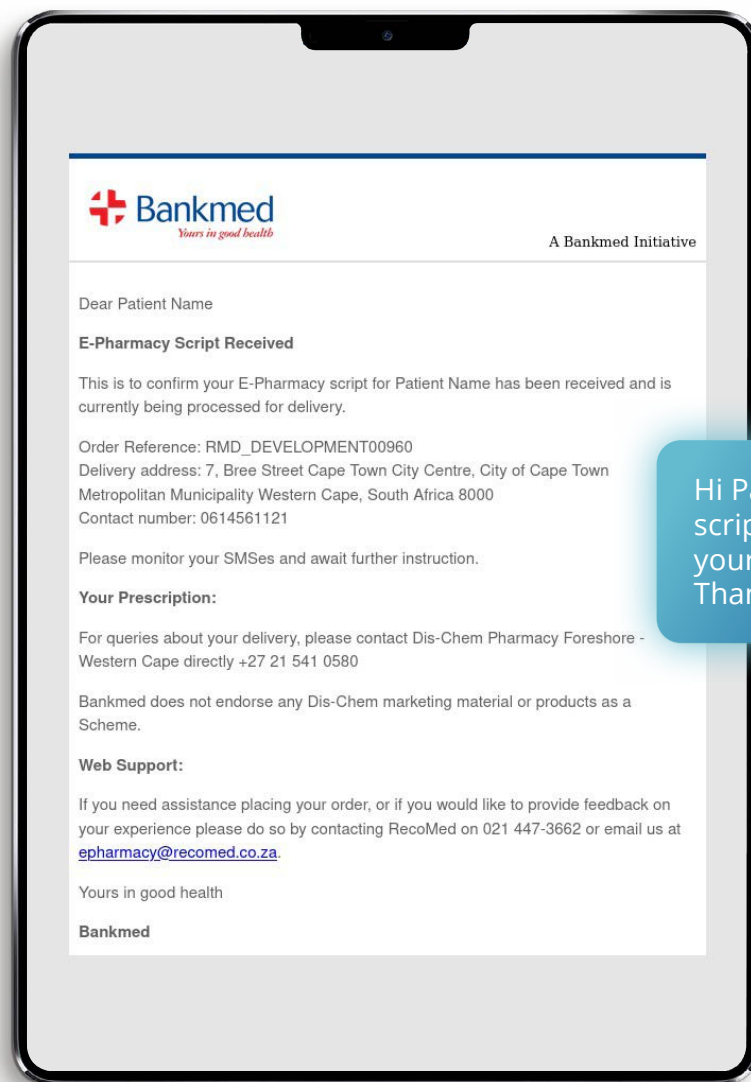 Bankmed
Yours in good health
A Bankmed Initiative
Dear Patient Name
E-Pharmacy Script Received
This is to confirm your E-Pharmacy script for Patient Name has been received and is
currently being processed for delivery.
Order Reference: RMD_DEVELOPMENT00960
Delivery address: 7, Bree Street Cape Town City Centre, City of Cape Town
Metropolitan Municipality Western Cape, South Africa 8000
Contact number: 0614561121
Please monitor your SMSes and await further instruction.
Your Prescription:
For queries about your delivery, please contact Dis-Chem Pharmacy Foreshore -
Western Cape directly +27 21 541 0580
Bankmed does not endorse any Dis-Chem marketing material or products as a
Scheme.
Web Support:
If you need assistance placing your order, or if you would like to provide feedback on
your experience please do so by contacting RecoMed on 021 447-3662 or email us at
epharmacy@recomed.co.za.
Yours in good health
Bankmed
Hi